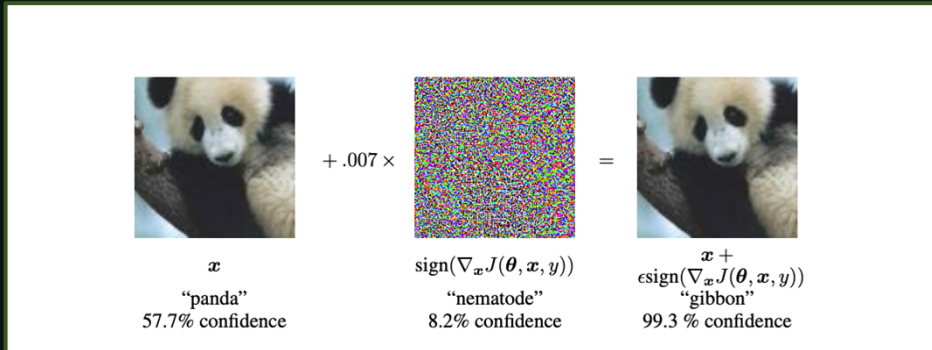 + .007 ×
=
x
sign(∇ₓJ(θ, x, y))
x +
ϵsign(∇ₓJ(θ, x, y))
“panda”
“nematode”
“gibbon”
57.7% confidence
8.2% confidence
99.3 % confidence